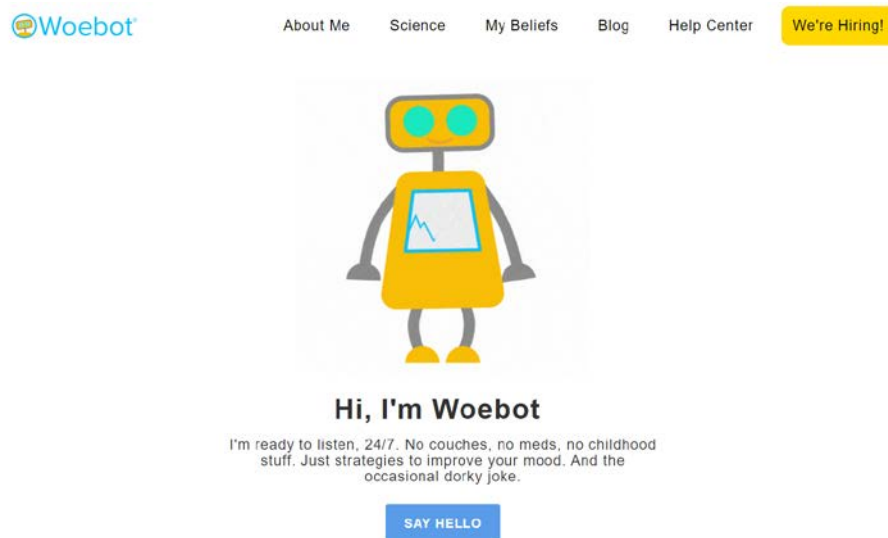 Woebot®
About Me
Science
My Beliefs
Blog
Help Center
We're Hiring!
Hi, I'm Woebot
I'm ready to listen, 24/7. No couches, no meds, no childhood
stuff. Just strategies to improve your mood. And the
occasional dorky joke.
SAY HELLO